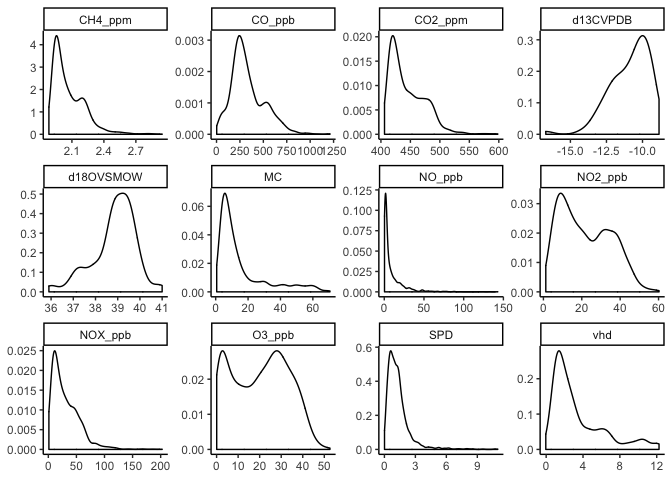 CH4_ppm CO_ppb CO2_ppm d13CVPDB
4 3 2 1 0
0.003 0.002 0.001 0.000
0.020 0.015 0.010 0.005 0.000
0.3 0.2 0.1 0.0
2.1 2.4 2.7
0 250 500 750 1000 1250
400 450 500 550 600
-15.0 -12.5 -10.0
d18OVSMOW MC NO_ppb NO2_ppb
0.5 0.4 0.3 0.2 0.1 0.0
0.06 0.04 0.02 0.00
0.125 0.100 0.075 0.050 0.025 0.000
0.03 0.02 0.01 0.00
36 37 38 39 40 41
0 20 40 60
0 50 100 150
0 20 40 60
NOX_ppb O3_ppb SPD vhd
0.025 0.020 0.015 0.010 0.005 0.000
0.02 0.01 0.00
0.6 0.4 0.2 0.0
0.2 0.1 0.0
0 50 100 150 200
0 10 20 30 40 50
0 3 6 9
0 4 8 12